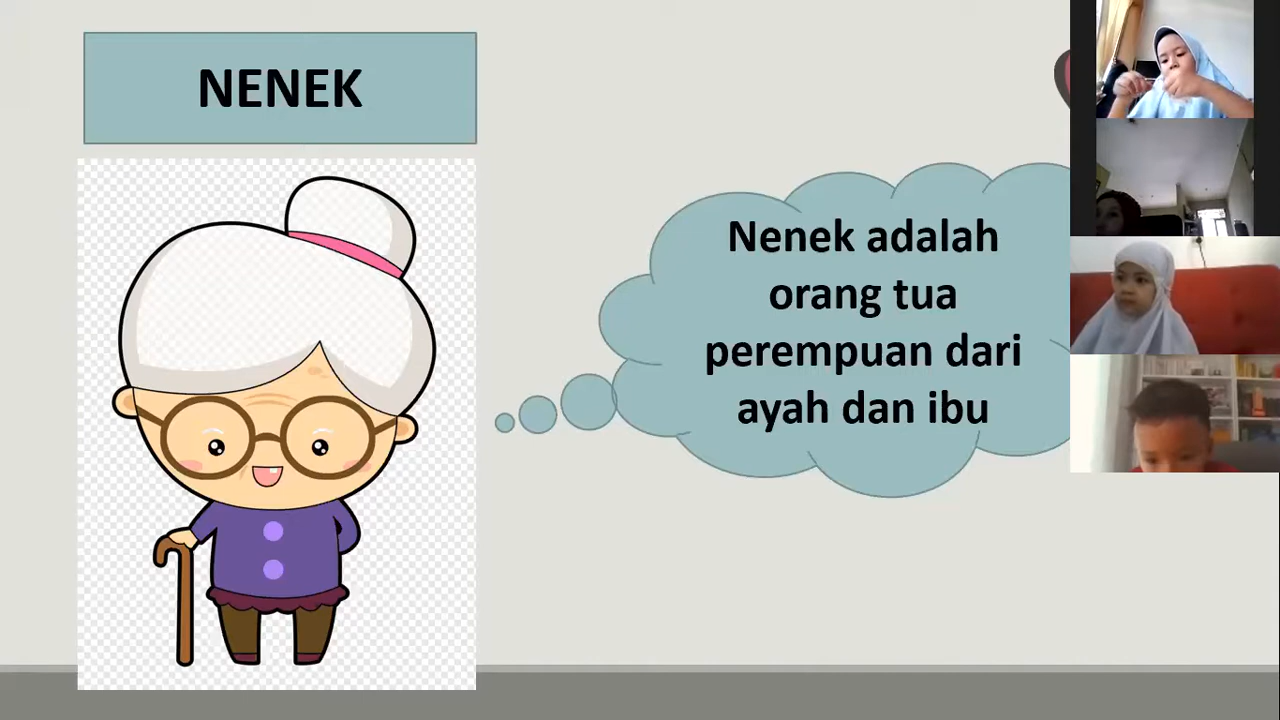 NENEK
Nenek adalah
orang tua
perempuan dari
ayah dan ibu